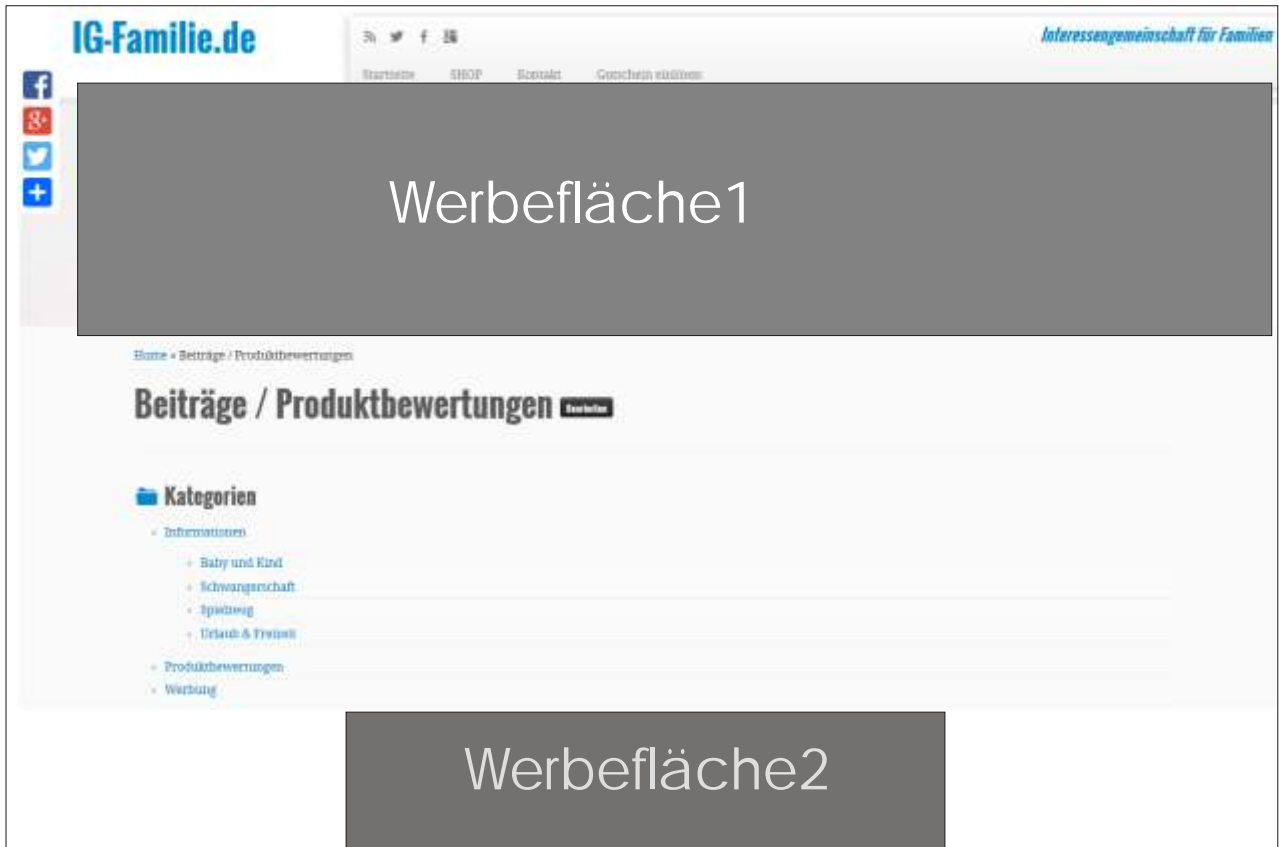 IG-Familie.de
Interessengemeinschaft für Familien
Startseite SHOP Kontakt Gutschein einlösen
Werbefläche1
Home » Beiträge / Produktbewertungen
Beiträge / Produktbewertungen Bearbeiten
Kategorien
Informationen
Baby und Kind
Schwangerschaft
Spielzeug
Urlaub & Freizeit
Produktbewertungen
Werbung
Werbefläche2